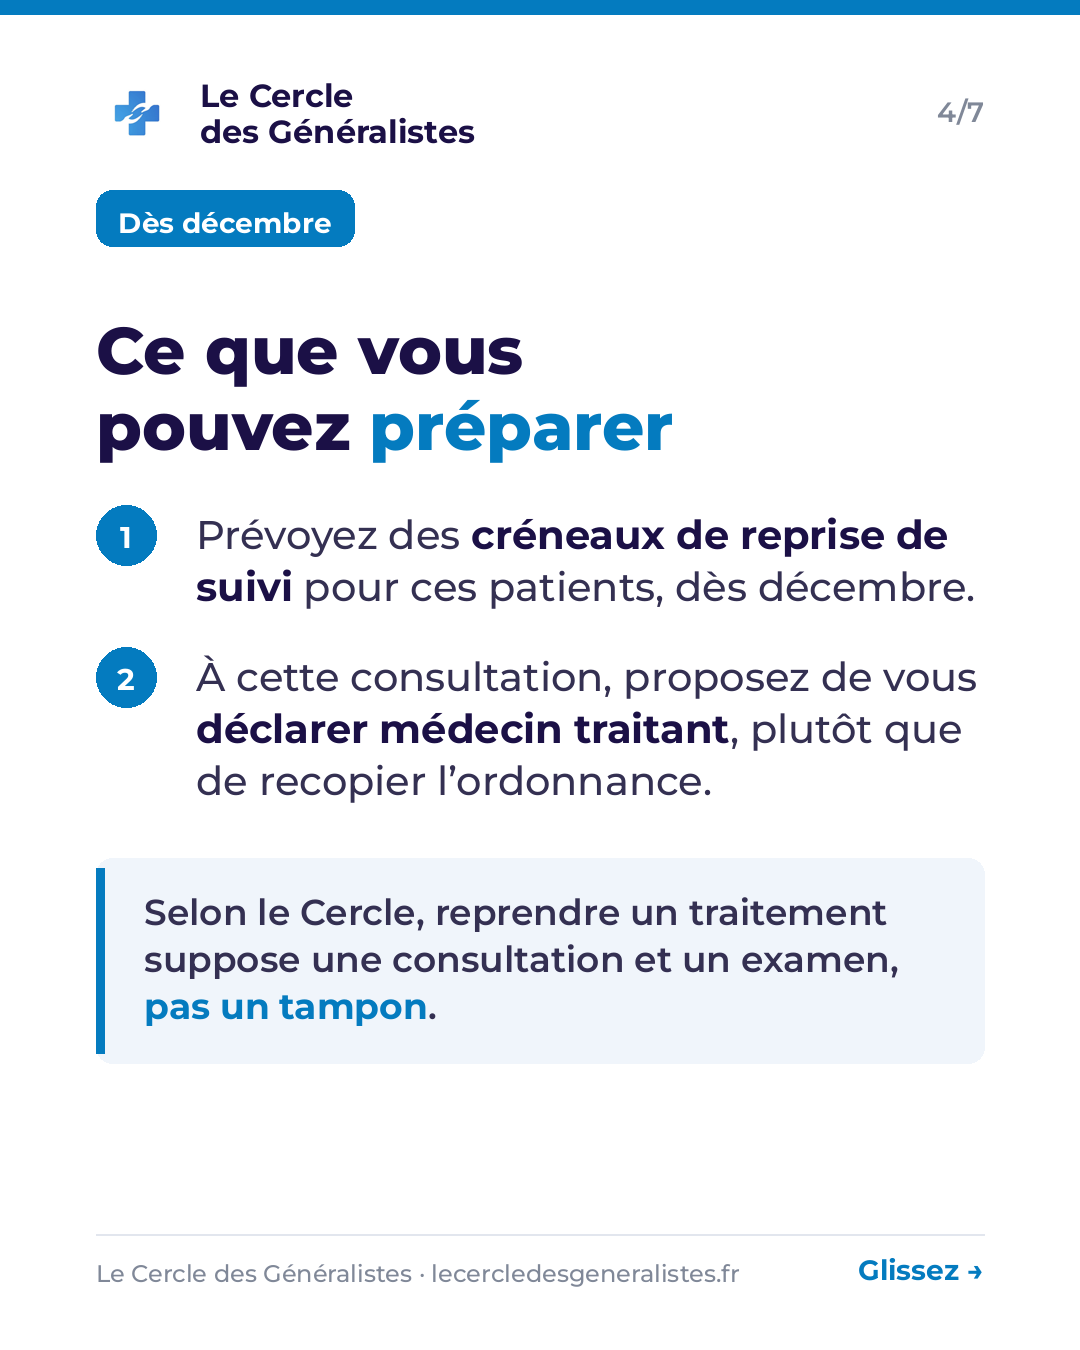 Le Cercle
des Généralistes
4/7
Dès décembre
Ce que vous
pouvez préparer
1
Prévoyez des créneaux de reprise de
suivi pour ces patients, dès décembre.
2
À cette consultation, proposez de vous
déclarer médecin traitant, plutôt que
de recopier l’ordonnance.
Selon le Cercle, reprendre un traitement
suppose une consultation et un examen,
pas un tampon.
Le Cercle des Généralistes · lecercledesgeneralistes.fr
Glissez →